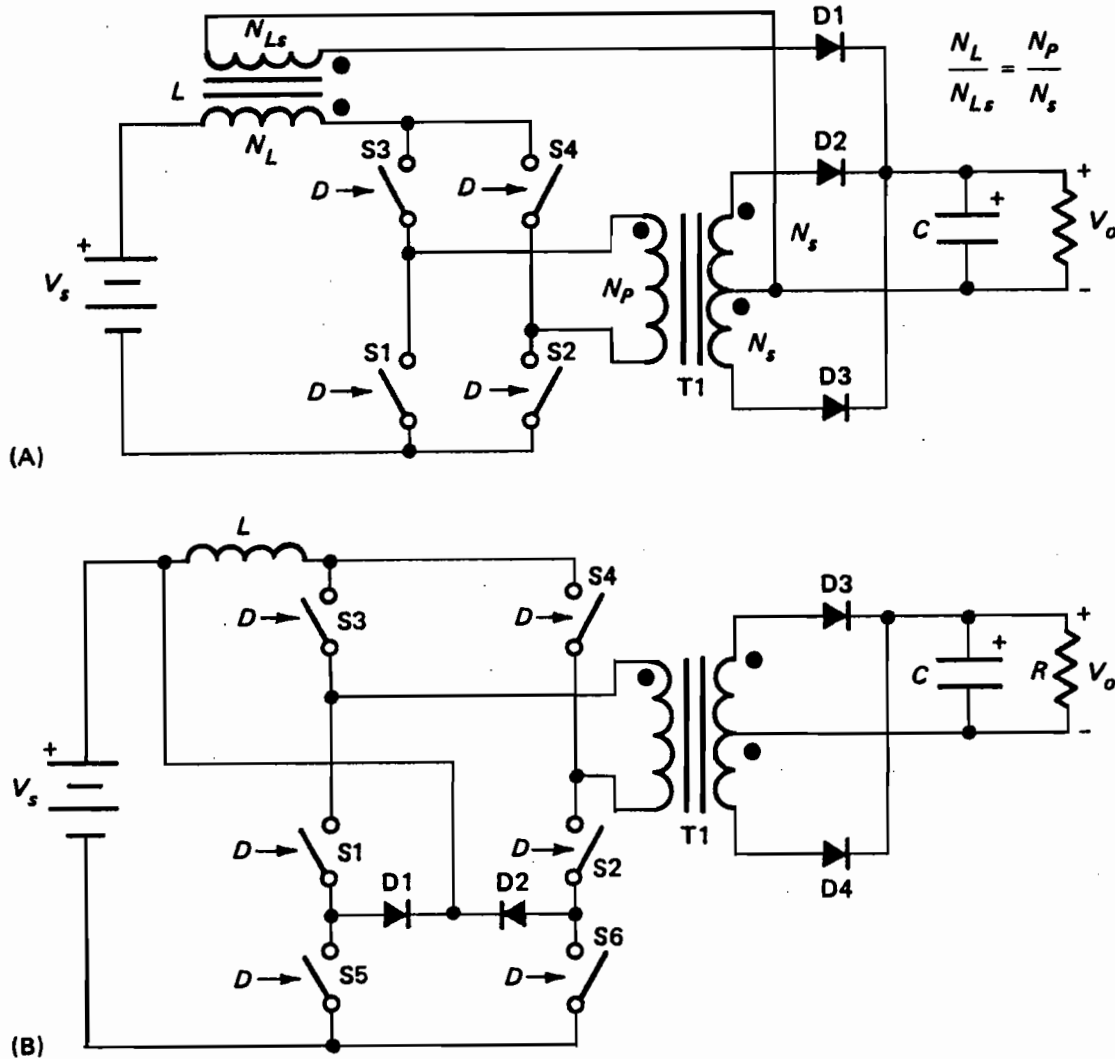 N_Ls
D1
N_L / N_Ls = N_P / N_s
L
N_L
S3
S4
D2
D
D
+
+
+
V_s
N_s
C
V_o
N_P
-
S1
S2
N_s
D
D
T1
D3
(A)
L
S4
D3
D
S3
D
+
+
C
R
V_o
+
-
V_s
T1
D
S1
D
S2
D1
D2
D4
S6
D
S5
D
(B)